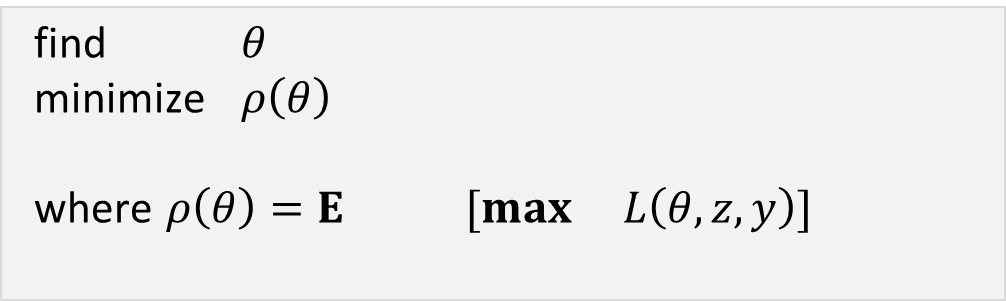 find θ
minimize ρ(θ)
where ρ(θ) = E [max L(θ, z, y)]